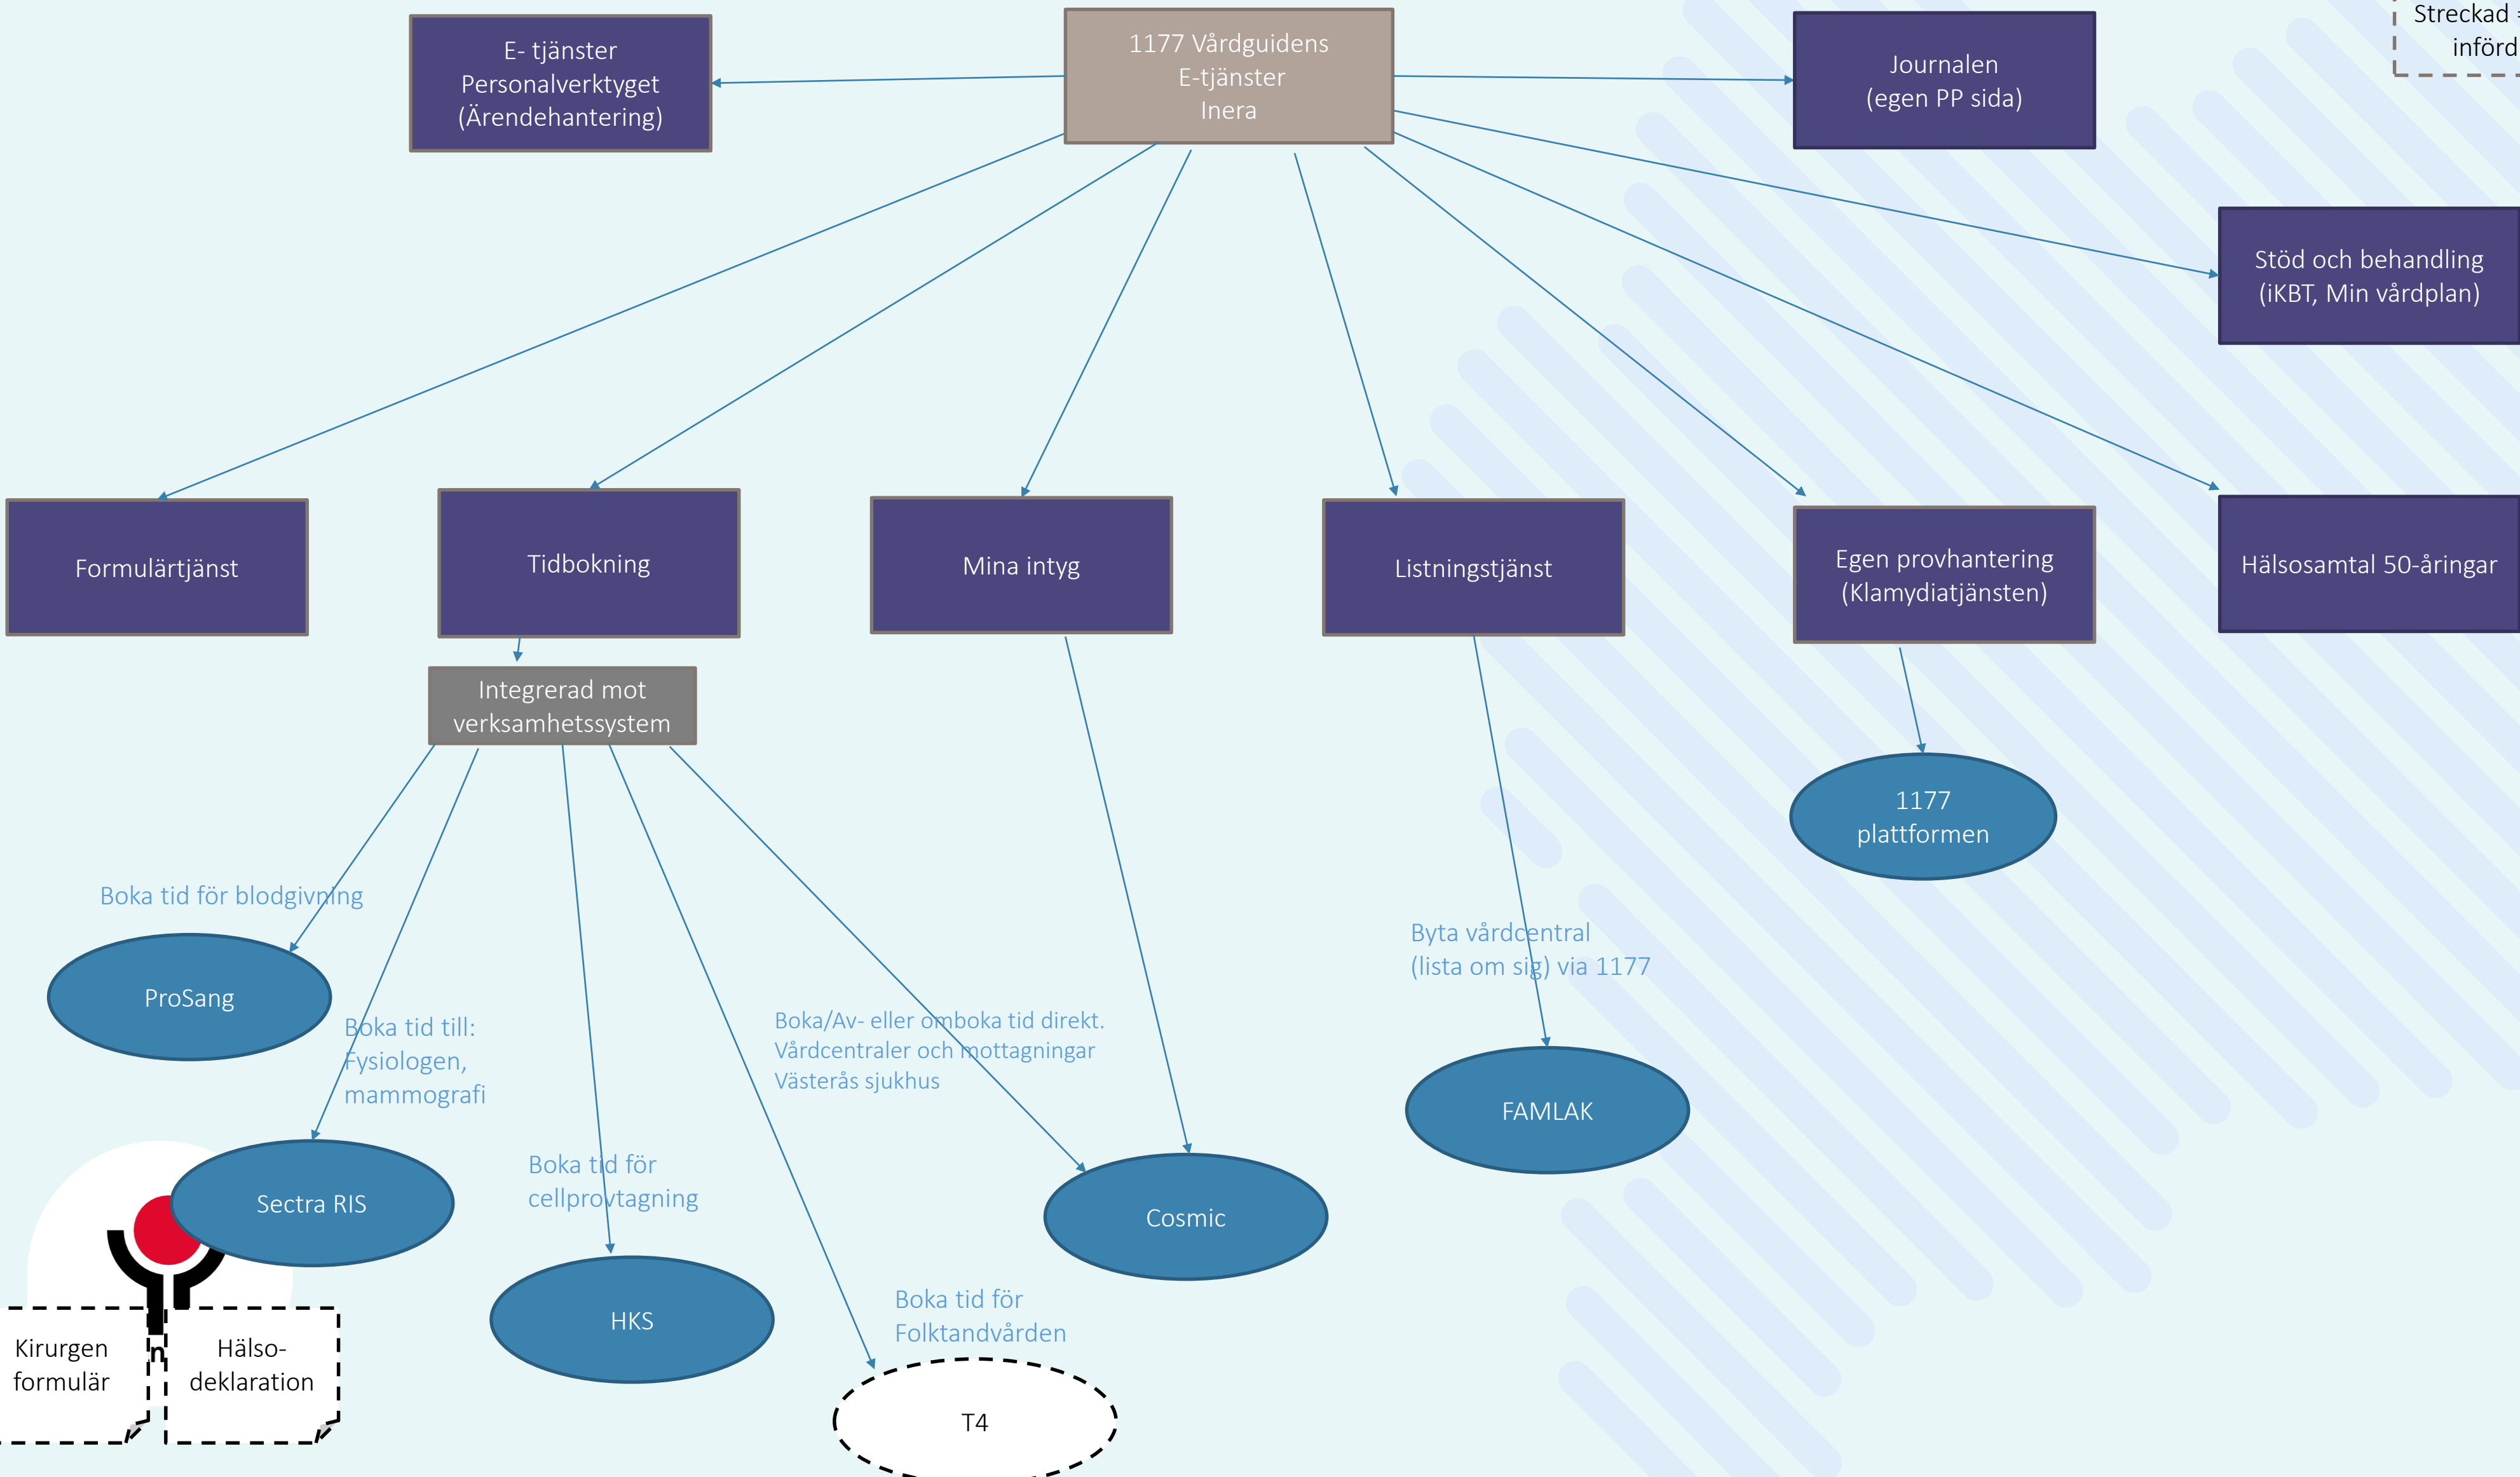 E- tjänster
Personalverktyget
(Ärendehantering)
1177 Vårdguidens
E-tjänster
Inera
Journalen
(egen PP sida)
Streckad =
införd
Stöd och behandling
(iKBT, Min vårdplan)
Formulärtjänst
Tidbokning
Mina intyg
Listningstjänst
Egen provhantering
(Klamydiatjänsten)
Hälsosamtal 50-åringar
Integrerad mot
verksamhetssystem
1177
plattformen
Boka tid för blodgivning
ProSang
Byta vårdcentral
(lista om sig) via 1177
Boka tid till:
Fysiologen,
mammografi
Boka/Av- eller omboka tid direkt.
Vårdcentraler och mottagningar
Västerås sjukhus
FAMLAK
Sectra RIS
Boka tid för
cellprovtagning
Cosmic
HKS
Boka tid för
Folktandvården
T4
Kirurgen
formulär
n
Hälso-
deklaration